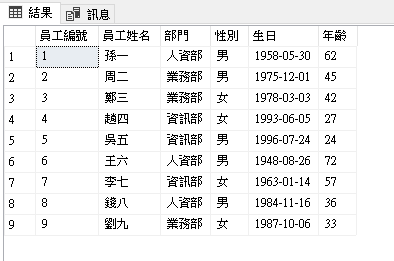 結果 訊息
員工編號 員工姓名 部門 性別 生日 年齡
1 1 孫一 人資部 男 1958-05-30 62
2 2 周二 業務部 男 1975-12-01 45
3 3 鄭三 業務部 女 1978-03-03 42
4 4 趙四 資訊部 女 1993-06-05 27
5 5 吳五 資訊部 男 1996-07-24 24
6 6 王六 人資部 男 1948-08-26 72
7 7 李七 資訊部 女 1963-01-14 57
8 8 錢八 人資部 男 1984-11-16 36
9 9 劉九 業務部 女 1987-10-06 33